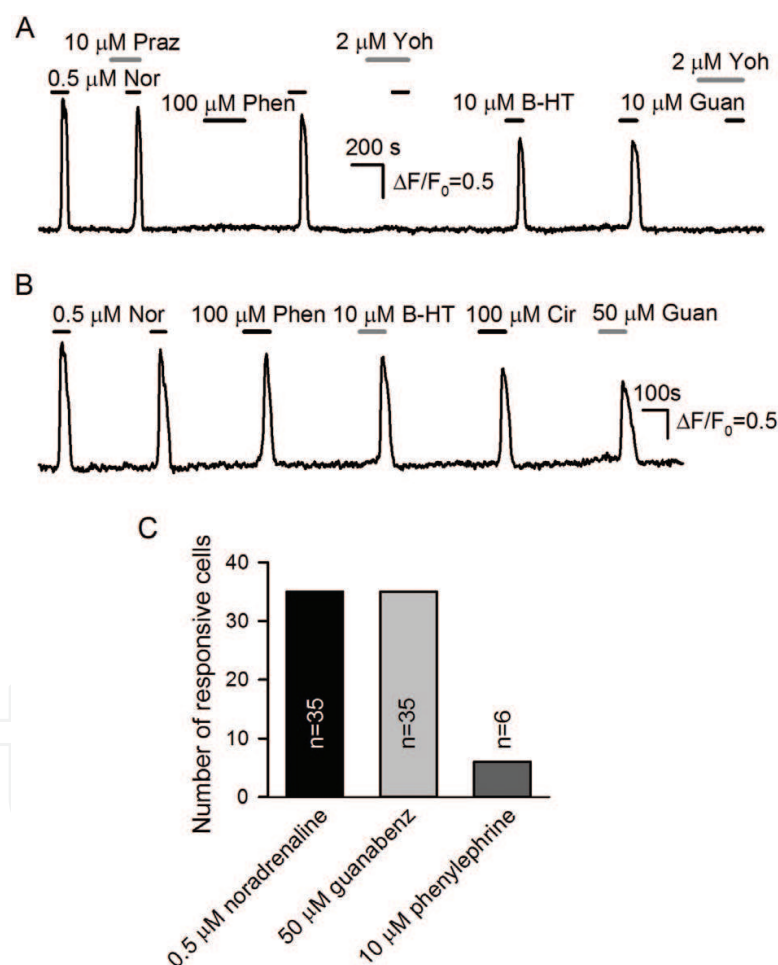 A
10 μM Praz
2 μM Yoh
2 μM Yoh
0.5 μM Nor
100 μM Phen
10 μM B-HT
10 μM Guan
200 s
ΔF/F₀=0.5
B
0.5 μM Nor
100 μM Phen
10 μM B-HT
100 μM Cir
50 μM Guan
100s
ΔF/F₀=0.5
C
Number of responsive cells
40
30
20
10
0
n=35
n=35
n=6
0.5 μM noradrenaline
50 μM guanabenz
10 μM phenylephrine